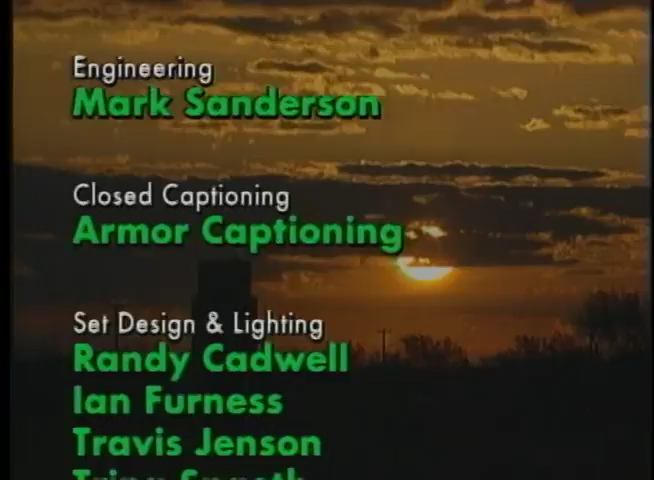 Engineering
Mark Sanderson
Closed Captioning
Armor Captioning
Set Design & Lighting
Randy Cadwell
Ian Furness
Travis Jenson